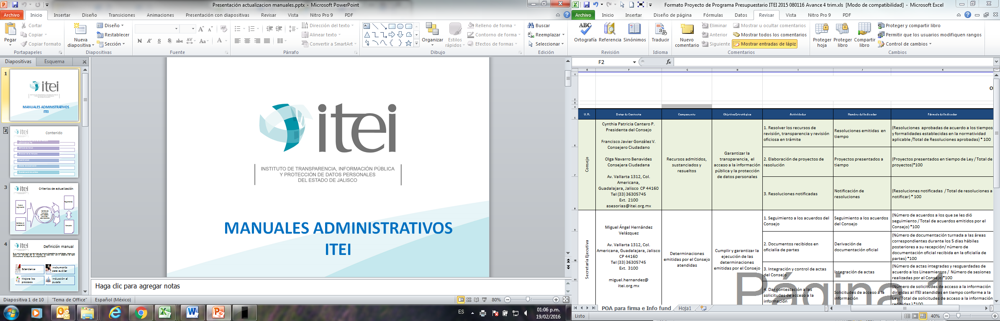 Presentación actualizacion manuales.pptx - Microsoft PowerPoint
Archivo Inicio Insertar Diseño Transiciones Animaciones Presentación con diapositivas Revisar Vista Nitro Pro 9 PDF
Pegar
Cortar
Copiar
Copiar formato
Portapapeles
Nueva diapositiva
Diseño
Restablecer
Sección
Diapositivas
N K S S abc AV Aa A
Fuente
Dirección del texto
Alinear texto
Convertir a SmartArt
Párrafo
Organizar
Estilos rápidos
Relleno de forma
Contorno de forma
Efectos de formas
Dibujo
Buscar
Reemplazar
Seleccionar
Edición
Diapositivas Esquema
1
itei
MANUALES ADMINISTRATIVOS
ITEI
2
itei
Contenido
3
itei
Criterios de actualización
4
itei
Definición manual
Estandariza
Instrumento
para auditar
Mejora los
procesos
Inducción al
puesto
itei
INSTITUTO DE TRANSPARENCIA, INFORMACIÓN PÚBLICA
Y PROTECCIÓN DE DATOS PERSONALES
DEL ESTADO DE JALISCO
MANUALES ADMINISTRATIVOS
ITEI
Haga clic para agregar notas
Diapositiva 1 de 10 "Tema de Office" Español (México) 80%
ES 01:06 p.m.
19/02/2016
Formato Proyecto de Programa Presupuestario ITEI 2015 080116 Avance 4 trim.xls [Modo de compatibilidad] - Microsoft Excel
Archivo Inicio Insertar Diseño de página Fórmulas Datos Revisar Vista Nitro Pro 9 PDF
ABC
Ortografía Referencia Sinónimos
Revisión
Traducir
Idioma
Nuevo comentario
Eliminar
Anterior
Siguiente
Mostrar u ocultar comentarios
Mostrar todos los comentarios
Mostrar entradas de lápiz
Comentarios
Proteger hoja
Proteger libro
Compartir libro
Proteger y compartir libro
Permitir que los usuarios modifiquen rangos
Control de cambios
Cambios
F2 fx
E F G H I J K
O
U.R. Datos de Contacto Componente Objetivo Estratégico Actividades Nombre del Indicador Fórmula del Indicador
Consejo
Cynthia Patricia Cantero P.
Presidenta del Consejo
Francisco Javier González V.
Consejero Ciudadano
Olga Navarro Benavides
Consejera Ciudadana
Av. Vallarta 1312, Col.
Americana,
Guadalajara, Jalisco CP 44160
Tel (33) 36305745
Ext. 2100
asesorias@itei.org.mx
Recursos admitidos,
sustanciados y
resueltos
Garantizar la
transparencia, el
acceso a la información
pública y la protección
de datos personales
1. Resolver los recursos de
revisión, transparencia y revisión
oficiosa en trámite
Resoluciones emitidas en
tiempo
(Resoluciones aprobadas de acuerdo a los tiempos
y formalidades establecidas en la normatividad
aplicable /Total de Resoluciones aprobadas) * 100
2. Elaboración de proyectos de
resolución
Proyectos presentados a
tiempo
(Proyectos presentados en tiempo de Ley / Total de
proyectos)*100
3. Resoluciones notificadas
Notificación de
resoluciones
(Resoluciones notificadas / Total de resoluciones a
notificar) * 100
Secretaría Ejecutiva
Miguel Ángel Hernández
Velázquez
Av. Vallarta 1312, Col.
Americana, Guadalajara, Jalisco
CP 44160
Tel (33) 36305745
Ext. 3100
miguel.hernandez@
itei.org.mx
Determinaciones
emitidas por el Consejo
atendidas
Cumplir y garantizar la
ejecución de las
determinaciones
emitidas por el Consejo
1. Seguimiento a los acuerdos del
Consejo
Seguimiento a los acuerdos
del Consejo
(Número de acuerdos a los que se les dió
seguimiento / Total de acuerdos emitidos por el
Consejo) *100
2. Documentos recibidos en
oficialía de partes
Derivación de
documentación oficial
(Número de documentación turnada a las áreas
correspondientes durante los 5 dias hábiles
posteriores a su recepción/ número de
documentación oficial recibida en la oficialía de
partes) *100
3. Integración y control de actas
del Consejo
Integración de actas
(Número de actas integradas y resguardadas de
acuerdo a los Lineamientos / Número de sesiones
realizadas por el Consejo)*100
4. Dar contestación a las
solicitudes de acceso a la
información
Solicitudes de acceso a la
información
(Número de solicitudes de acceso a la información
dirigidas al ITEI atendidas en tiempo conforme a la
Ley/ Total de solicitudes de acceso a la información
recibidas ) *100
Página 1
POA para firma e Info fund Hoja1
Listo 40%